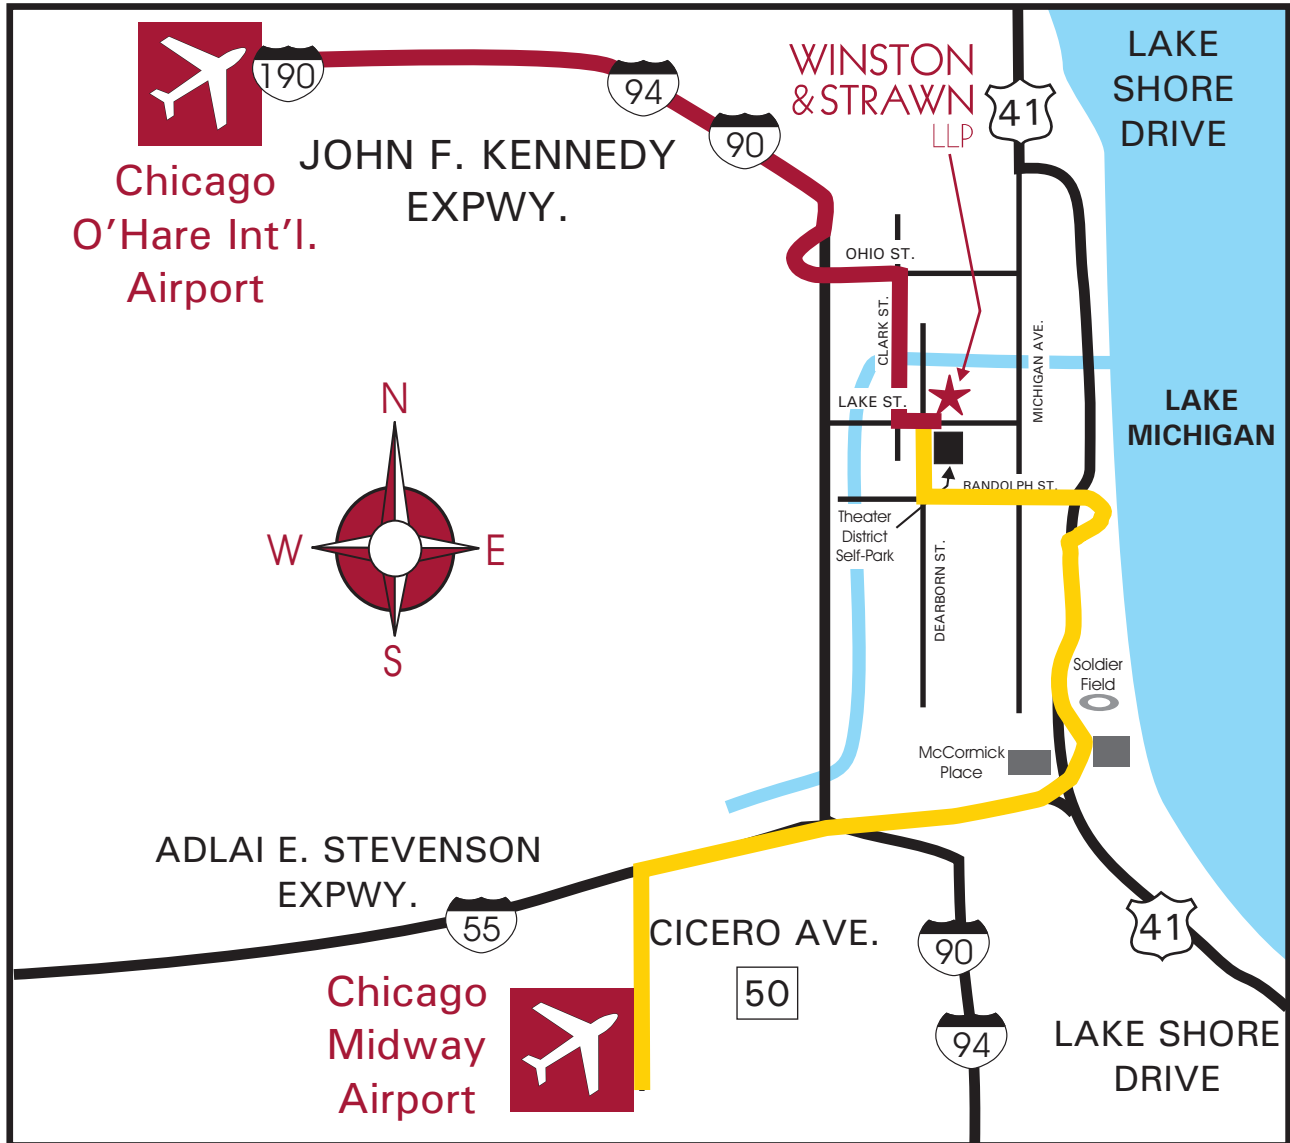 190
94
90
WINSTON
& STRAWN
LLP
41
LAKE
SHORE
DRIVE
JOHN F. KENNEDY
EXPWY.
Chicago
O'Hare Int'l.
Airport
OHIO ST.
CLARK ST.
MICHIGAN AVE.
LAKE ST.
LAKE
MICHIGAN
N
W
E
S
RANDOLPH ST.
Theater
District
Self-Park
DEARBORN ST.
Soldier
Field
McCormick
Place
ADLAI E. STEVENSON
EXPWY.
55
CICERO AVE.
50
90
41
94
Chicago
Midway
Airport
LAKE SHORE
DRIVE